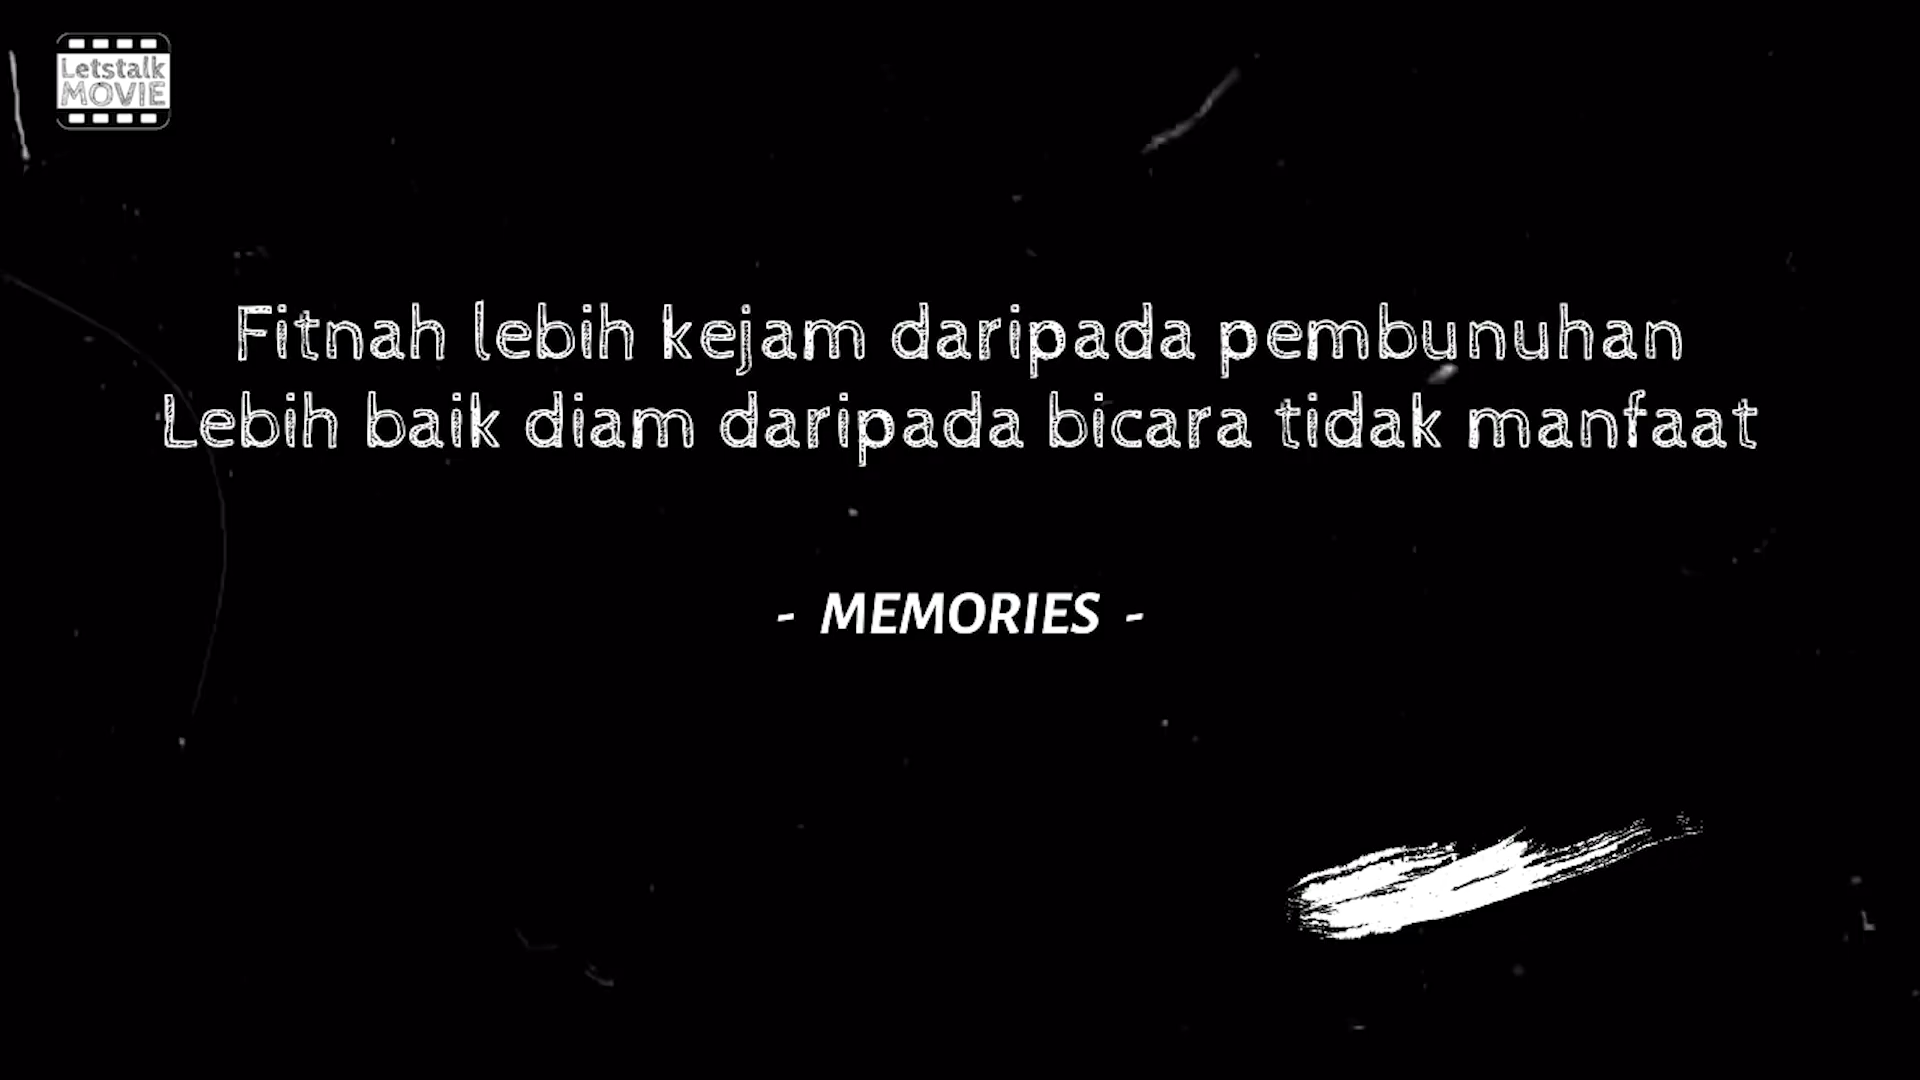 Letstalk
MOVIE
Fitnah lebih kejam daripada pembunuhan
Lebih baik diam daripada bicara tidak manfaat
- MEMORIES -